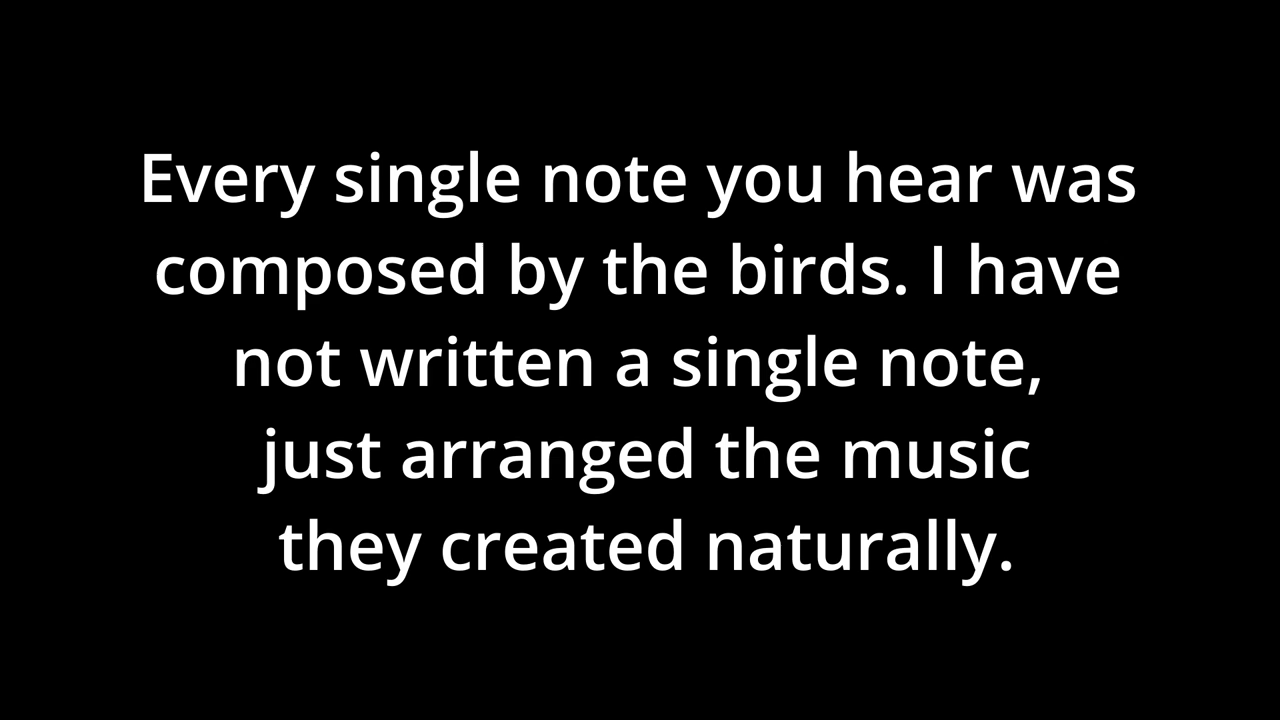 Every single note you hear was
composed by the birds. I have
not written a single note,
just arranged the music
they created naturally.